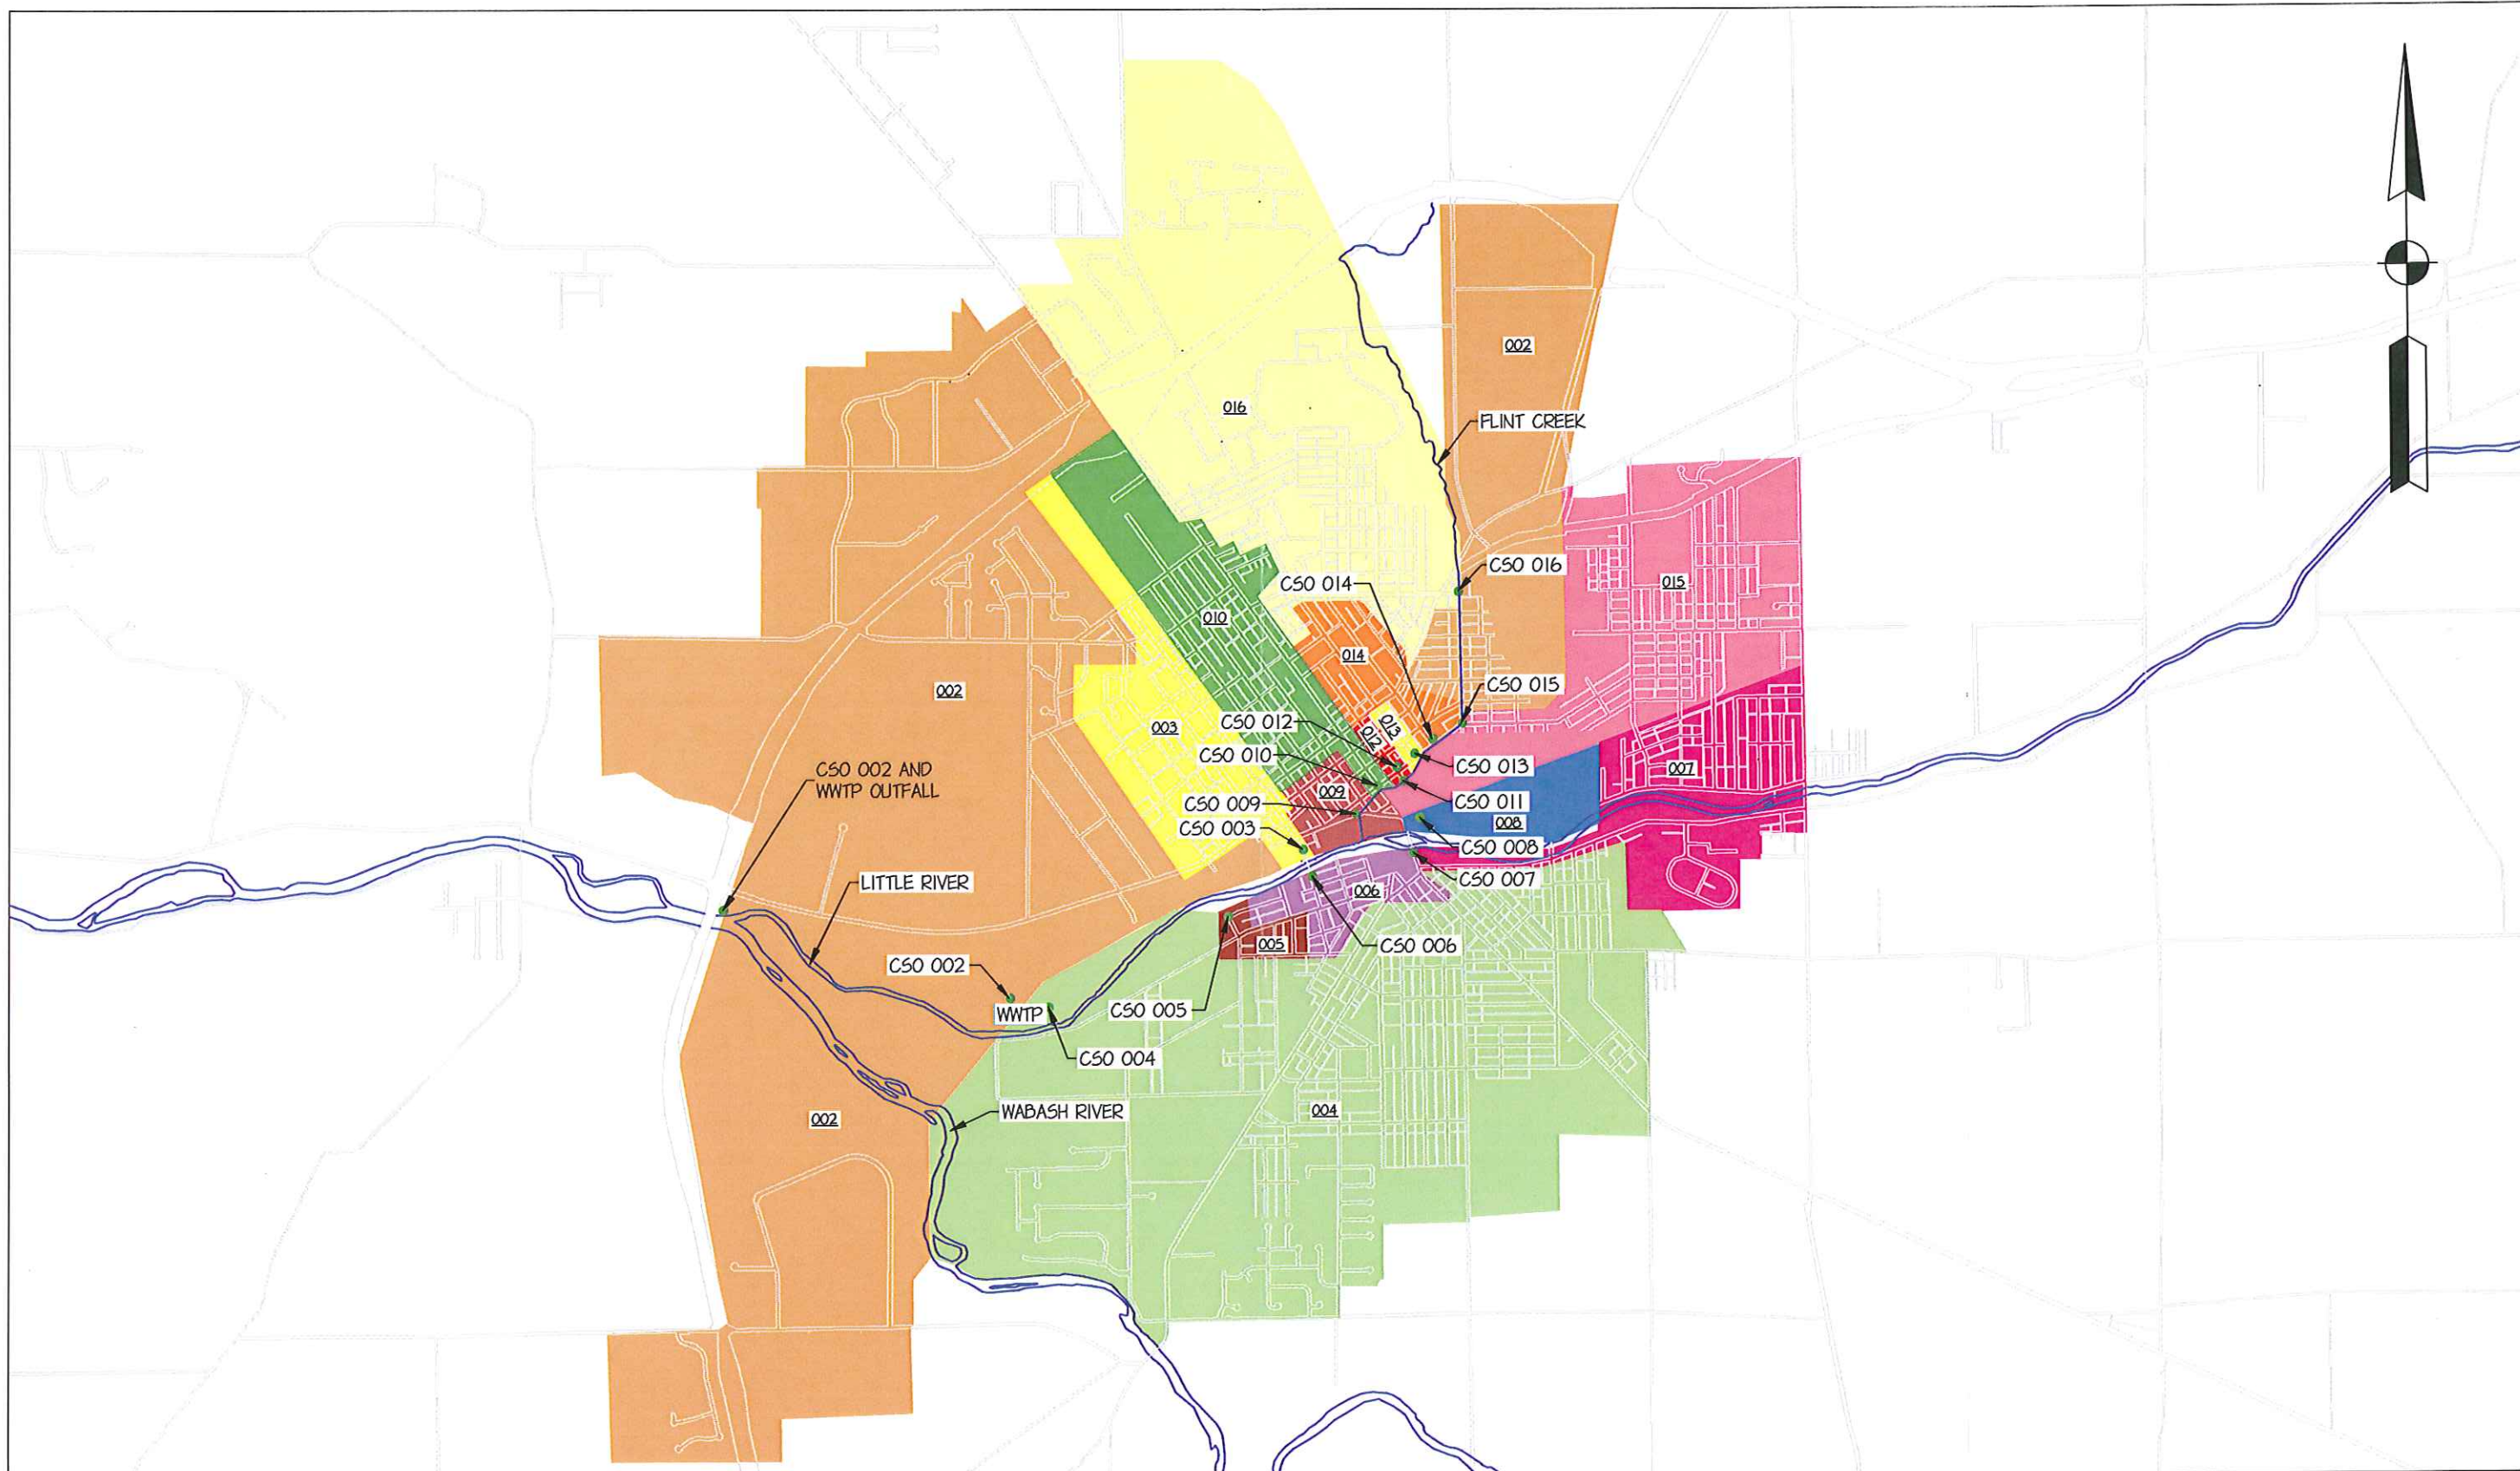 002
FLINT CREEK
016
CSO 016
CSO 014
015
010
014
CSO 015
002
003
CSO 012
013
012
CSO 010
CSO 013
007
CSO 002 AND
WWTP OUTFALL
009
CSO 009
CSO 011
008
CSO 003
CSO 008
LITTLE RIVER
CSO 007
006
005
CSO 006
CSO 002
WWTP
CSO 005
CSO 004
WABASH RIVER
002
004